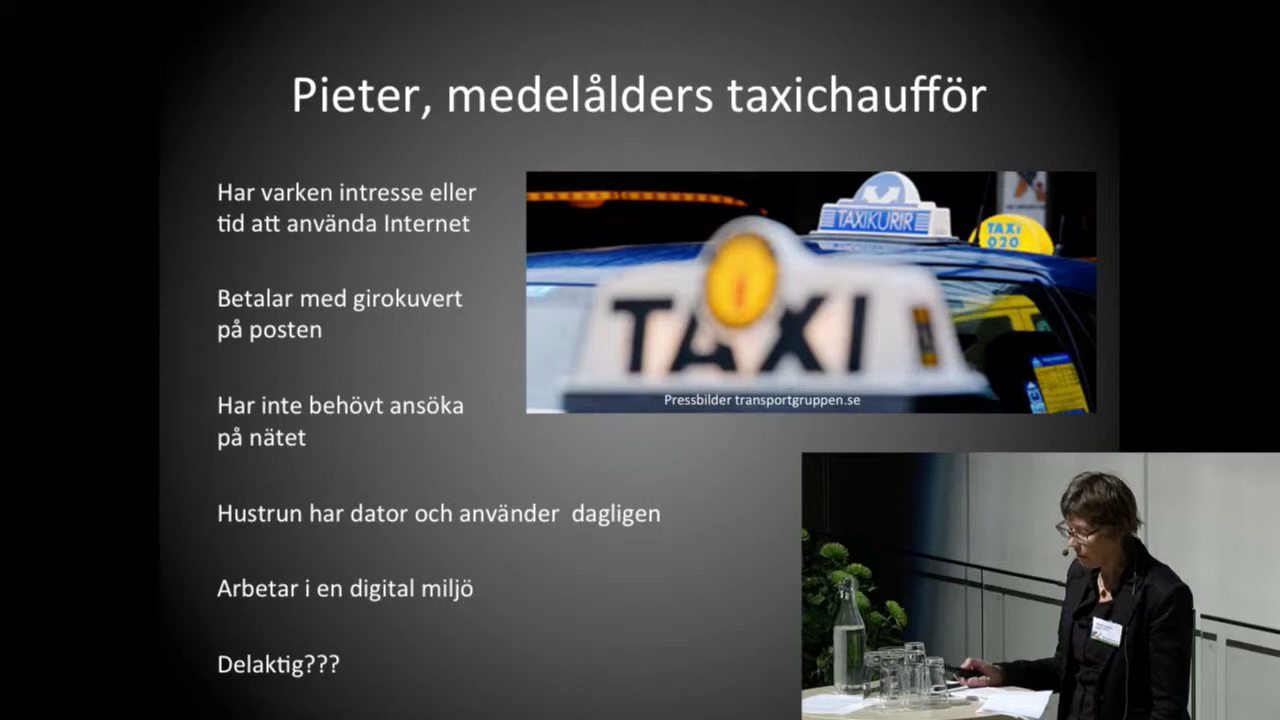 Pieter, medelålders taxichaufför
Har varken intresse eller
tid att använda Internet
Betalar med girokuvert
på posten
Har inte behövt ansöka
på nätet
Hustrun har dator och använder dagligen
Arbetar i en digital miljö
Delaktig???
TAXIKURIR
TAXI
020
TAXI
Pressbilder transportgruppen.se